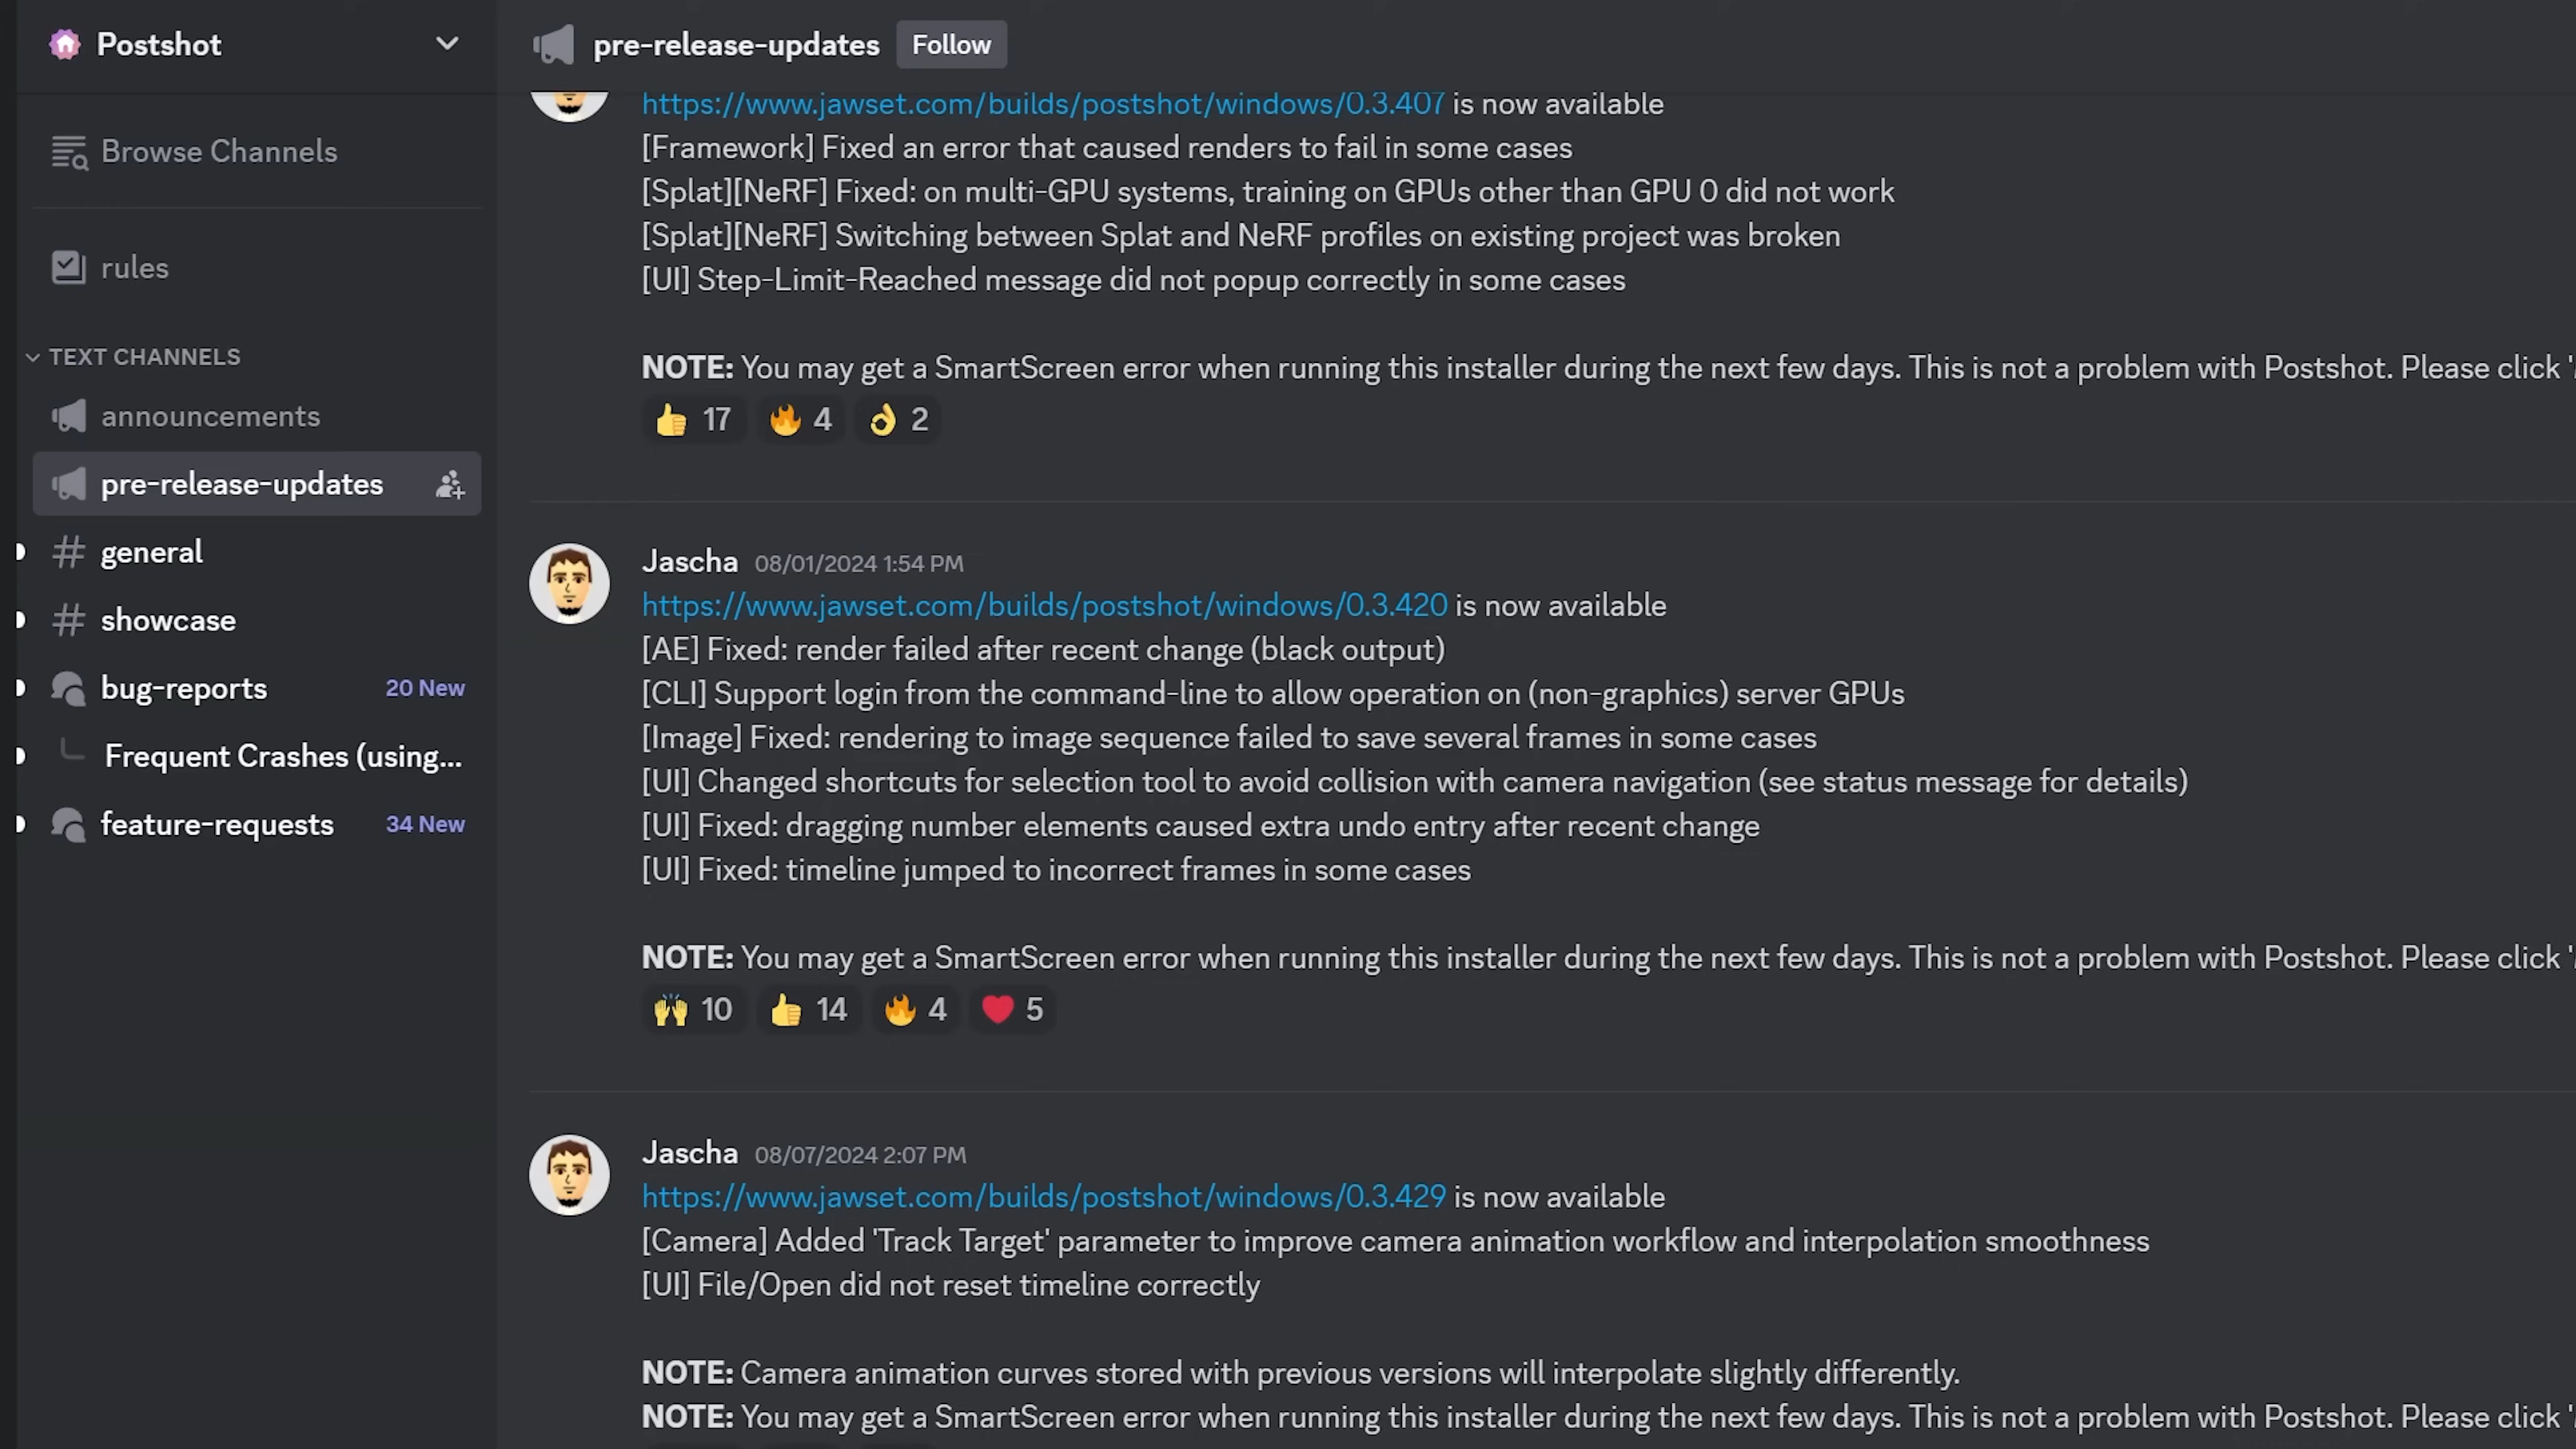 Postshot
Browse Channels
rules
TEXT CHANNELS
announcements
pre-release-updates
general
showcase
bug-reports 20 New
Frequent Crashes (using...
feature-requests 34 New
pre-release-updates Follow
https://www.jawset.com/builds/postshot/windows/0.3.407 is now available
[Framework] Fixed an error that caused renders to fail in some cases
[Splat][NeRF] Fixed: on multi-GPU systems, training on GPUs other than GPU 0 did not work
[Splat][NeRF] Switching between Splat and NeRF profiles on existing project was broken
[UI] Step-Limit-Reached message did not popup correctly in some cases
NOTE: You may get a SmartScreen error when running this installer during the next few days. This is not a problem with Postshot. Please click '
👍 17 🔥 4 👌 2
Jascha 08/01/2024 1:54 PM
https://www.jawset.com/builds/postshot/windows/0.3.420 is now available
[AE] Fixed: render failed after recent change (black output)
[CLI] Support login from the command-line to allow operation on (non-graphics) server GPUs
[Image] Fixed: rendering to image sequence failed to save several frames in some cases
[UI] Changed shortcuts for selection tool to avoid collision with camera navigation (see status message for details)
[UI] Fixed: dragging number elements caused extra undo entry after recent change
[UI] Fixed: timeline jumped to incorrect frames in some cases
NOTE: You may get a SmartScreen error when running this installer during the next few days. This is not a problem with Postshot. Please click '
🙌 10 👍 14 🔥 4 ❤️ 5
Jascha 08/07/2024 2:07 PM
https://www.jawset.com/builds/postshot/windows/0.3.429 is now available
[Camera] Added 'Track Target' parameter to improve camera animation workflow and interpolation smoothness
[UI] File/Open did not reset timeline correctly
NOTE: Camera animation curves stored with previous versions will interpolate slightly differently.
NOTE: You may get a SmartScreen error when running this installer during the next few days. This is not a problem with Postshot. Please click '